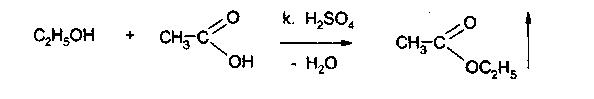 C₂H₅OH + CH₃-C O OH k. H₂SO₄ - H₂O CH₃-C O OC₂H₅